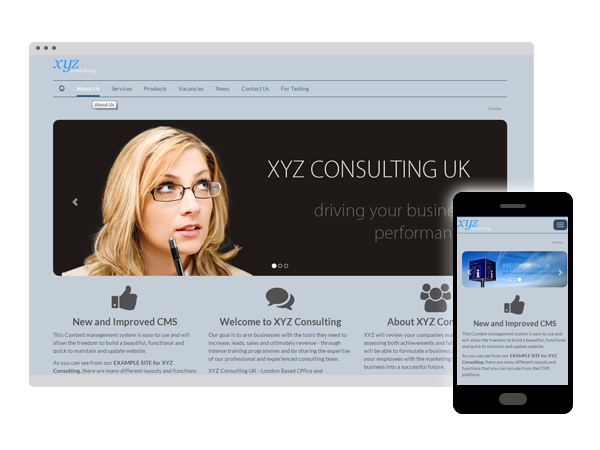 xyz
consulting
About Us Services Products Vacancies News Contact Us For Testing
About Us
Home
XYZ CONSULTING UK
driving your busine
performan
New and Improved CMS
This Content management system is easy to use and will
allow the freedom to build a beautiful, functional and
quick to maintain and update website.
As you can see from our EXAMPLE SITE for XYZ
Consulting, there are many different layouts and functions
Welcome to XYZ Consulting
Our goal is to arm businesses with the tools they need to
increase, leads, sales and ultimately revenue - through
intense training programmes and by sharing the expertise
of our professional and experienced consulting team.
XYZ Consulting UK - London Based Office and
About XYZ Con
XYZ will review your companies mar
assessing both achievements and fai
will be able to formulate a business p
your employees with the marketing
business into a successful future.
xyz
consulting
Home
XYZ CONSULTING UK
New and Improved CMS
This Content management system is easy to use and
will allow the freedom to build a beautiful, functional
and quick to maintain and update website.
As you can see from our EXAMPLE SITE for XYZ
Consulting, there are many different layouts and
functions that you can include from the CMS
platform.